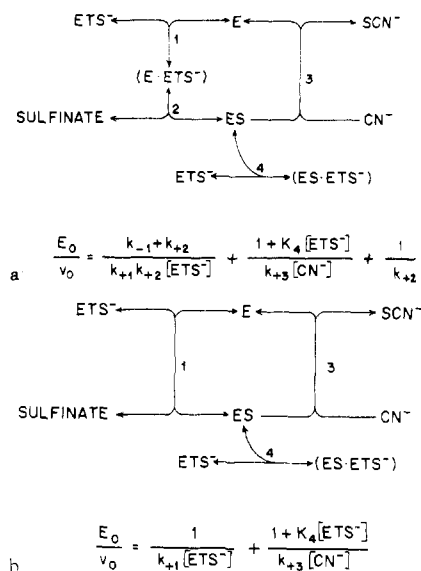 ETS⁻ E SCN⁻
1
(E·ETS⁻) 3
2
SULFINATE ES CN⁻
4
ETS⁻ (ES·ETS⁻)
a E₀/v₀ = (k₋₁ + k₊₂)/(k₊₁ k₊₂ [ETS⁻]) + (1 + K₄ [ETS⁻])/(k₊₃ [CN⁻]) + 1/k₊₂
ETS⁻ E SCN⁻
1 3
SULFINATE ES CN⁻
4
ETS⁻ (ES·ETS⁻)
b E₀/v₀ = 1/(k₊₁ [ETS⁻]) + (1 + K₄ [ETS⁻])/(k₊₃ [CN⁻])